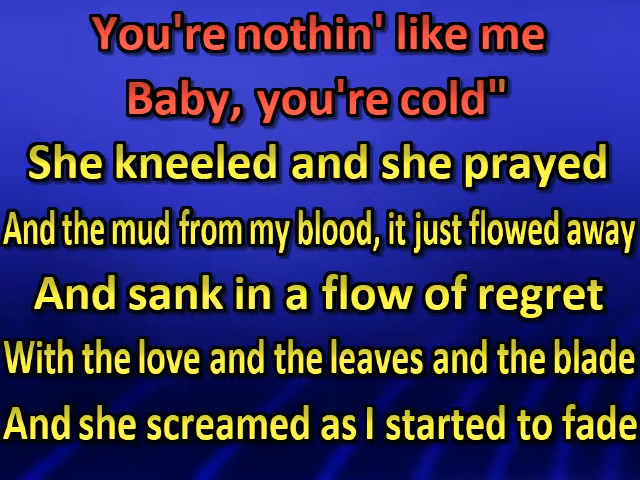 You're nothin' like me
Baby, you're cold"
She kneeled and she prayed
And the mud from my blood, it just flowed away
And sank in a flow of regret
With the love and the leaves and the blade
And she screamed as I started to fade